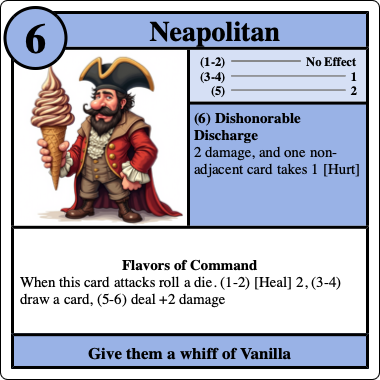 6
Neapolitan
(1-2) No Effect
(3-4) 1
(5) 2
(6) Dishonorable
Discharge
2 damage, and one non-
adjacent card takes 1 [Hurt]
Flavors of Command
When this card attacks roll a die. (1-2) [Heal] 2, (3-4)
draw a card, (5-6) deal +2 damage
Give them a whiff of Vanilla